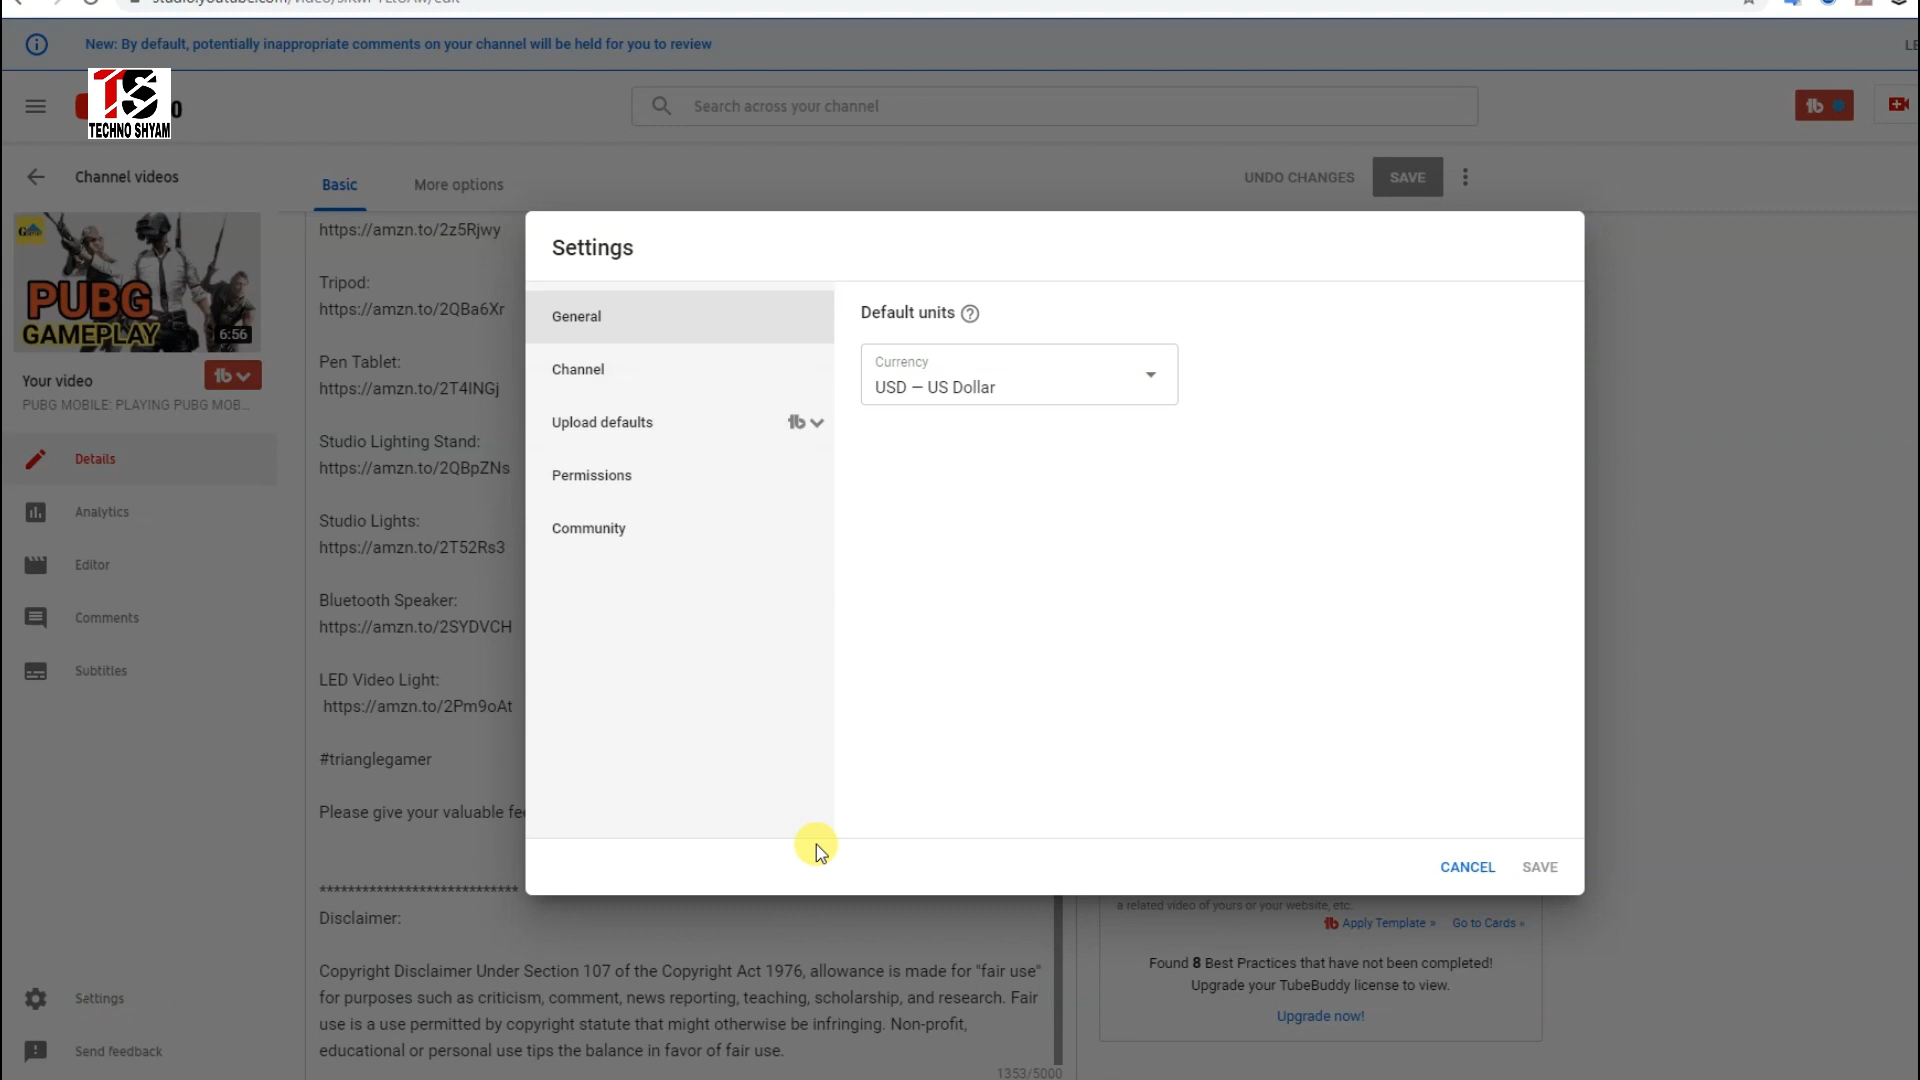 New: By default, potentially inappropriate comments on your channel will be held for you to review
TS
TECHNO SHYAM
Search across your channel
Channel videos
Basic
More options
UNDO CHANGES
SAVE
PUBG
GAMEPLAY
6:56
Your video
PUBG MOBILE: PLAYING PUBG MOB...
Details
Analytics
Editor
Comments
Subtitles
Settings
Send feedback
https://amzn.to/2z5Rjwy
Tripod:
https://amzn.to/2QBa6Xr
Pen Tablet:
https://amzn.to/2T4INGj
Studio Lighting Stand:
https://amzn.to/2QBpZNs
Studio Lights:
https://amzn.to/2T52Rs3
Bluetooth Speaker:
https://amzn.to/2SYDVCH
LED Video Light:
https://amzn.to/2Pm9oAt
#trianglegamer
Please give your valuable
***************************
Disclaimer:
Copyright Disclaimer Under Section 107 of the Copyright Act 1976, allowance is made for "fair use"
for purposes such as criticism, comment, news reporting, teaching, scholarship, and research. Fair
use is a use permitted by copyright statute that might otherwise be infringing. Non-profit,
educational or personal use tips the balance in favor of fair use.
1353/5000
Settings
General
Channel
Upload defaults
Permissions
Community
Default units
Currency
USD — US Dollar
CANCEL
SAVE
a related video of yours or your website, etc.
Apply Template »
Go to Cards »
Found 8 Best Practices that have not been completed!
Upgrade your TubeBuddy license to view.
Upgrade now!